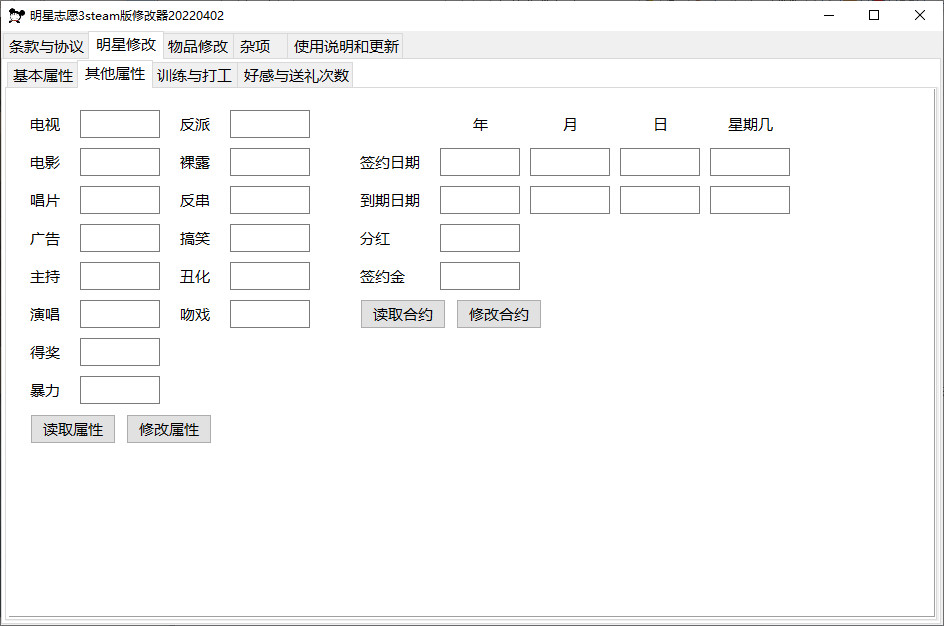 明星志愿3steam版修改器20220402
条款与协议 明星修改 物品修改 杂项 使用说明和更新
基本属性 其他属性 训练与打工 好感与送礼次数
电视 反派 年 月 日 星期几
电影 裸露 签约日期
唱片 反串 到期日期
广告 搞笑 分红
主持 丑化 签约金
演唱 吻戏 读取合约 修改合约
得奖
暴力
读取属性 修改属性